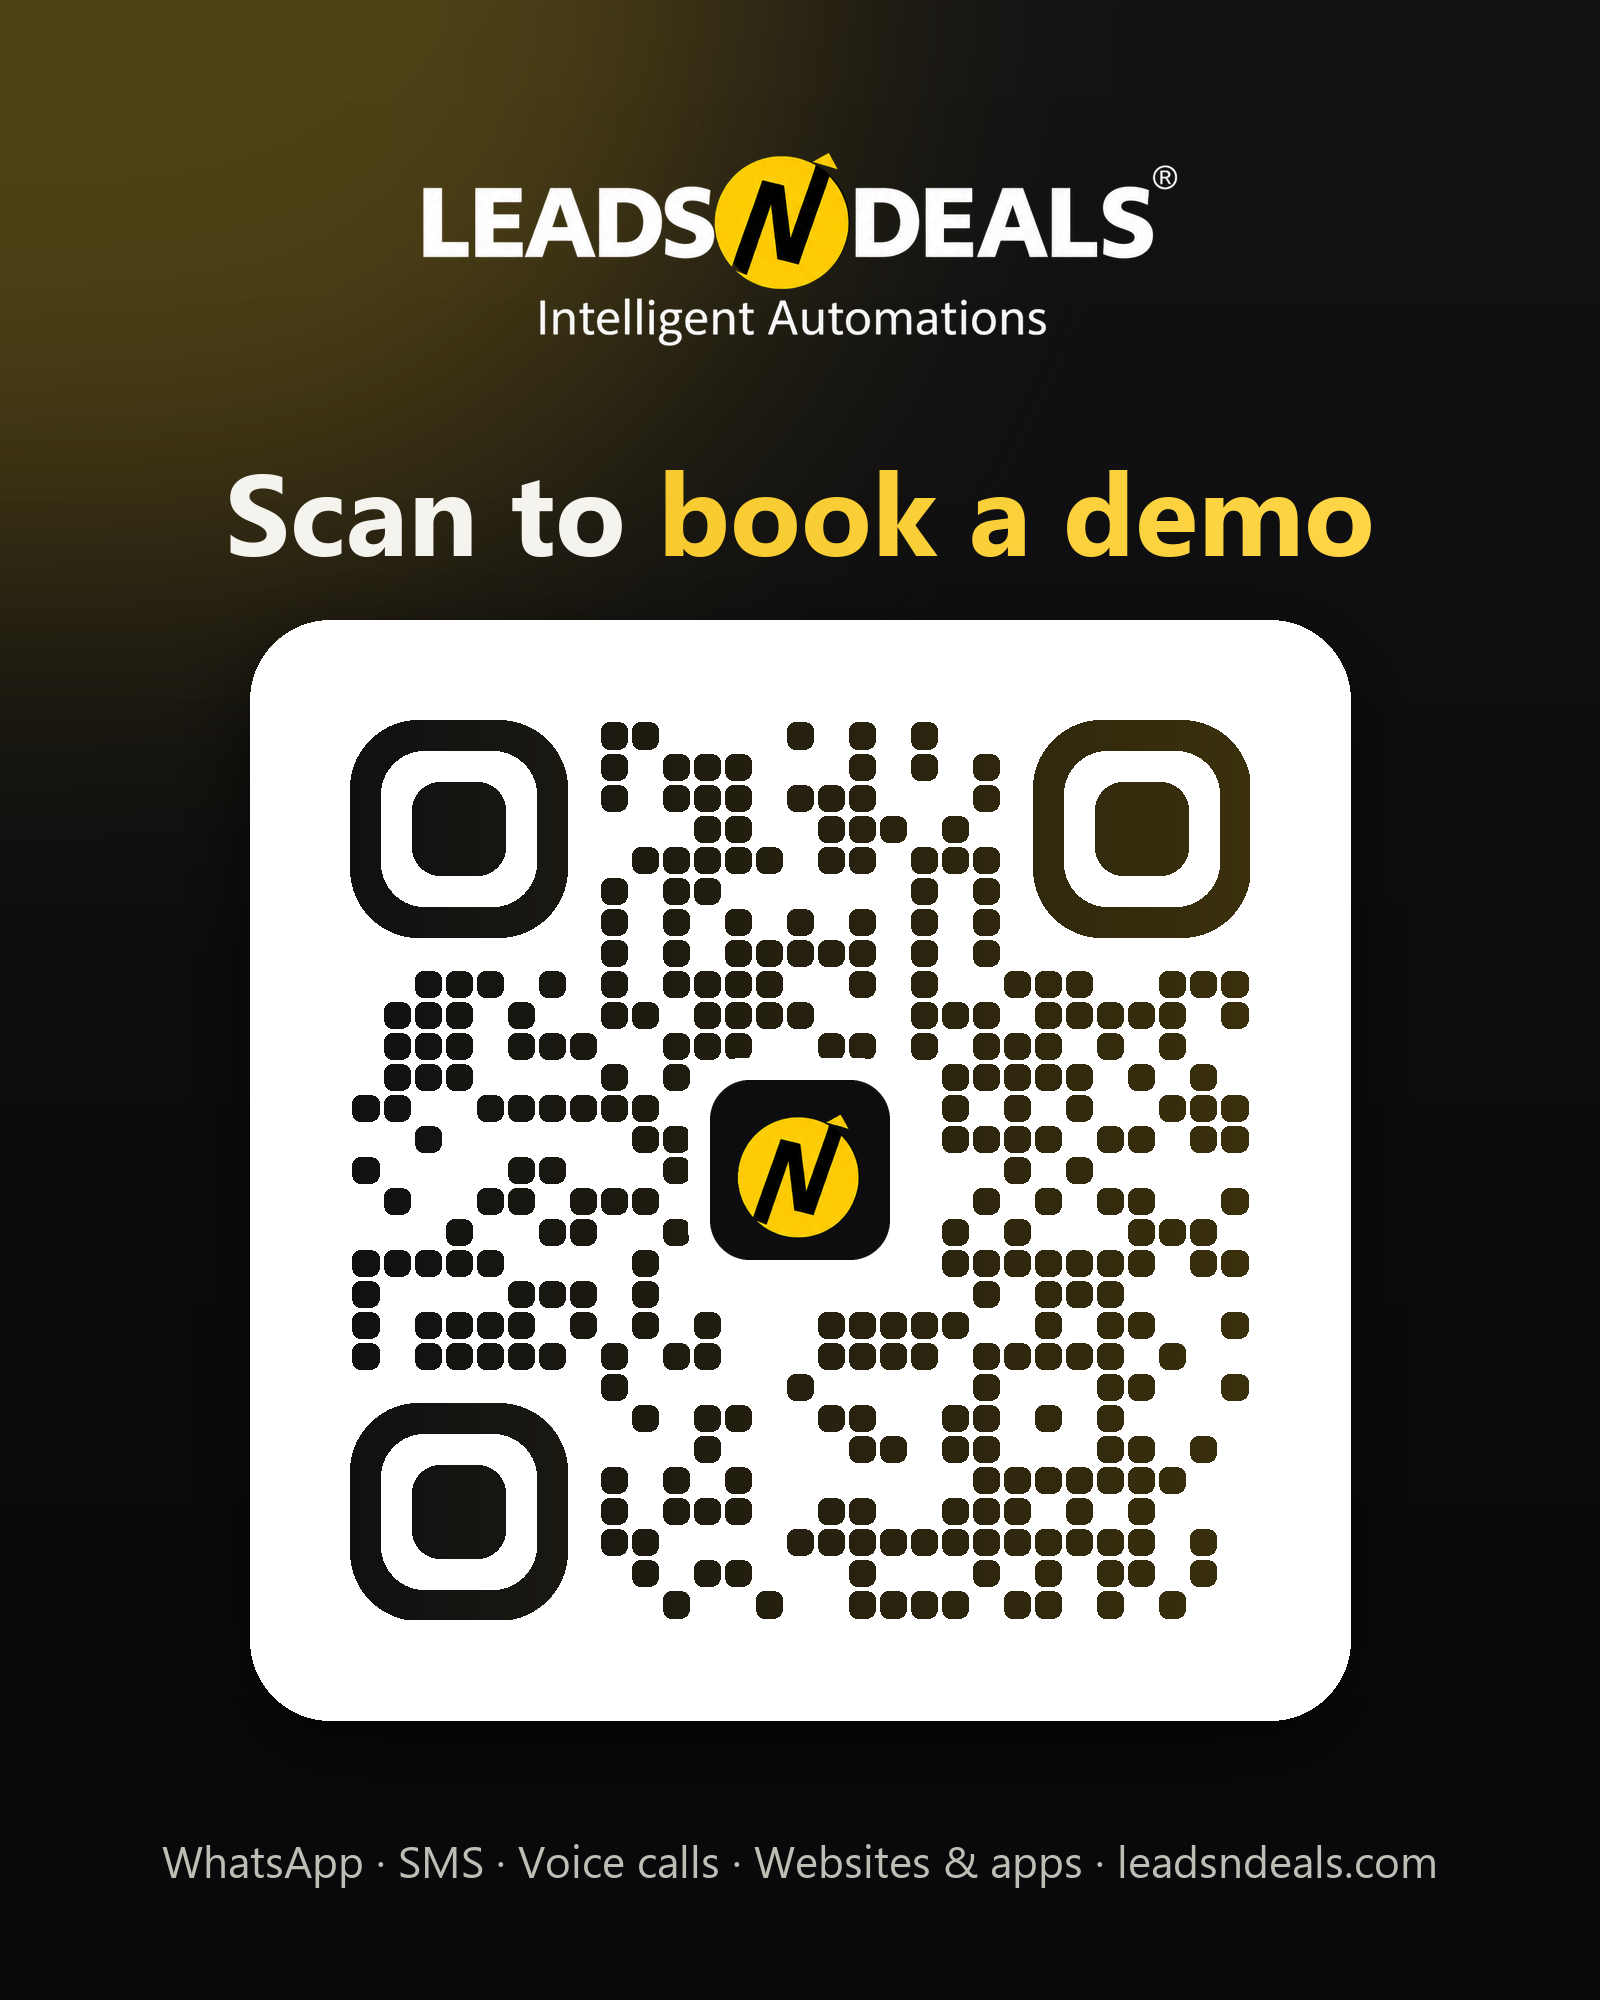 LEADSNDEALS®
Intelligent Automations
Scan to book a demo
N
WhatsApp · SMS · Voice calls · Websites & apps · leadsndeals.com